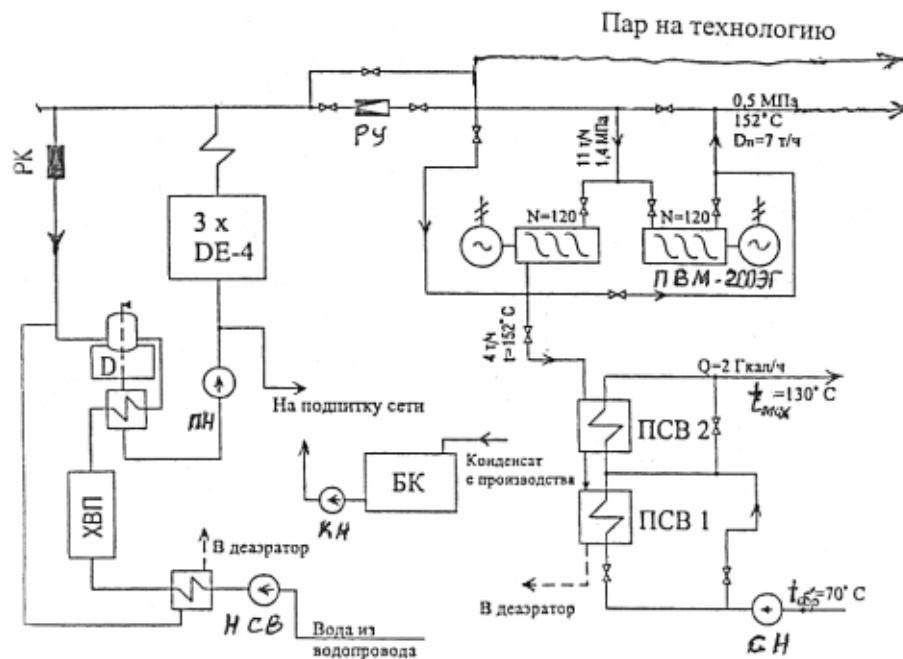 Пар на технологию
РУ
0,5 МПа
152° С
Dп=7 т/ч
РК
11 т/ч
1,4 МПа
3 x
DE-4
N=120
N=120
ПВМ-200ЭГ
4 т/ч
t=152° С
D
Q=2 Гкал/ч
=130° С
ПН
На подпитку сети
ПСВ 2
Конденсат
с производства
БК
КН
ХВП
ПСВ 1
В деаэратор
В деаэратор
=70° С
НСВ
Вода из
водопровода
СН